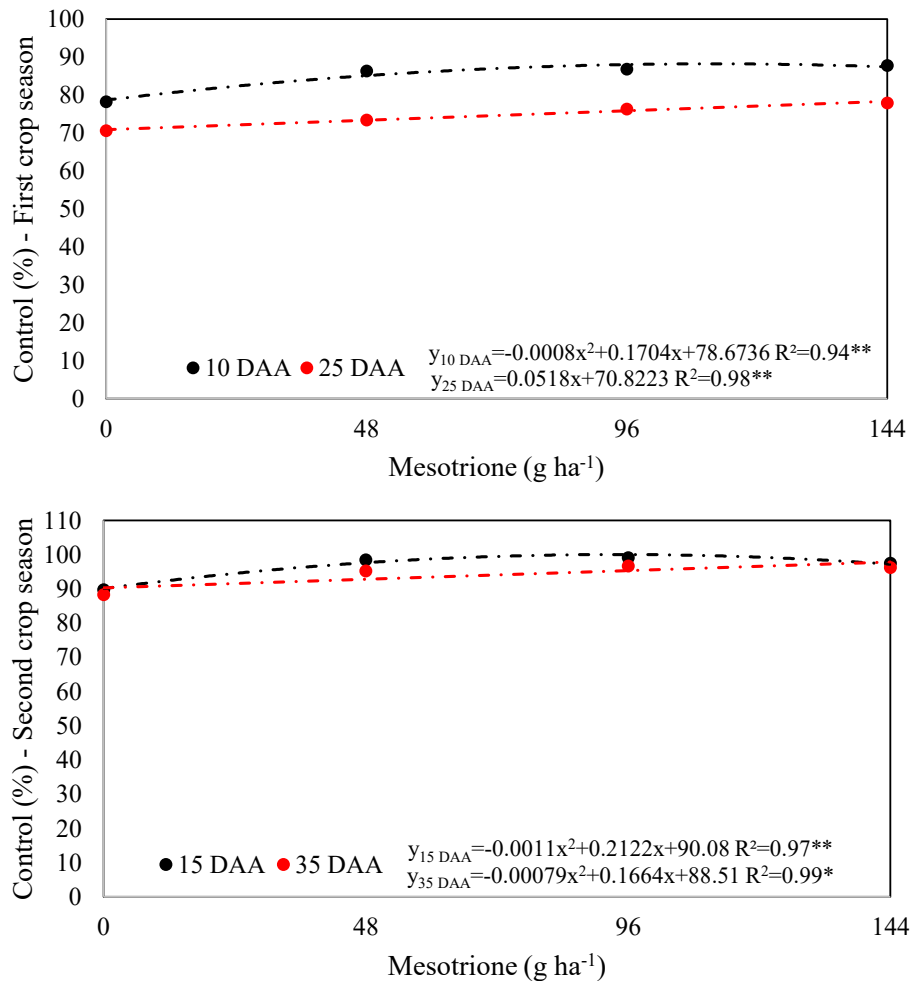 Control (%) - First crop season
100
90
80
70
60
50
40
30
20
10
0
10 DAA 25 DAA
y10 DAA=-0.0008x²+0.1704x+78.6736 R²=0.94**
y25 DAA=0.0518x+70.8223 R²=0.98**
0 48 96 144
Mesotrione (g ha⁻¹)
Control (%) - Second crop season
110
100
90
80
70
60
50
40
30
20
10
0
15 DAA 35 DAA
y15 DAA=-0.0011x²+0.2122x+90.08 R²=0.97**
y35 DAA=-0.00079x²+0.1664x+88.51 R²=0.99*
0 48 96 144
Mesotrione (g ha⁻¹)